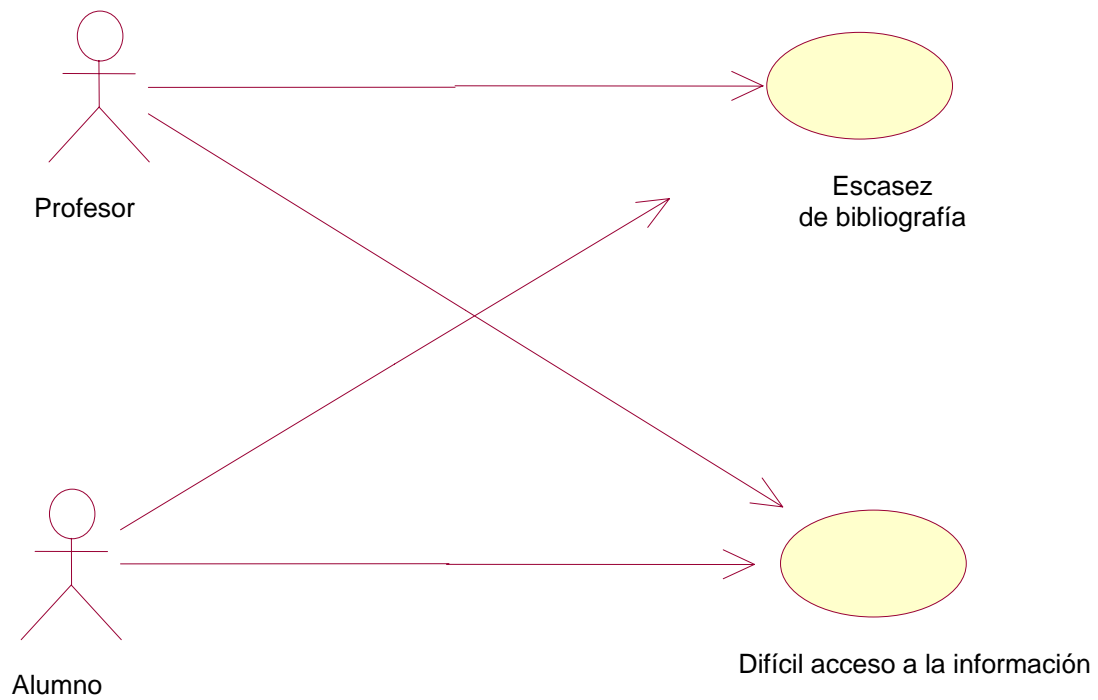 Profesor
Escasez
de bibliografía
Alumno
Difícil acceso a la información